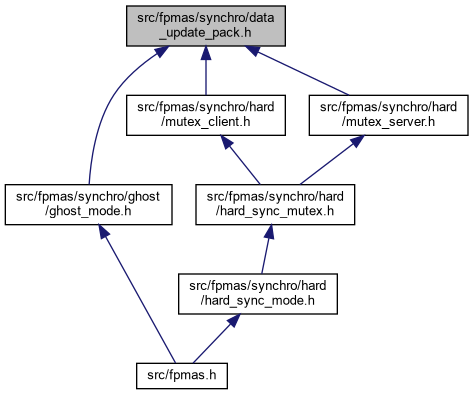 src/fpmas/synchro/data
_update_pack.h
src/fpmas/synchro/hard
/mutex_client.h
src/fpmas/synchro/hard
/mutex_server.h
src/fpmas/synchro/ghost
/ghost_mode.h
src/fpmas/synchro/hard
/hard_sync_mutex.h
src/fpmas/synchro/hard
/hard_sync_mode.h
src/fpmas.h